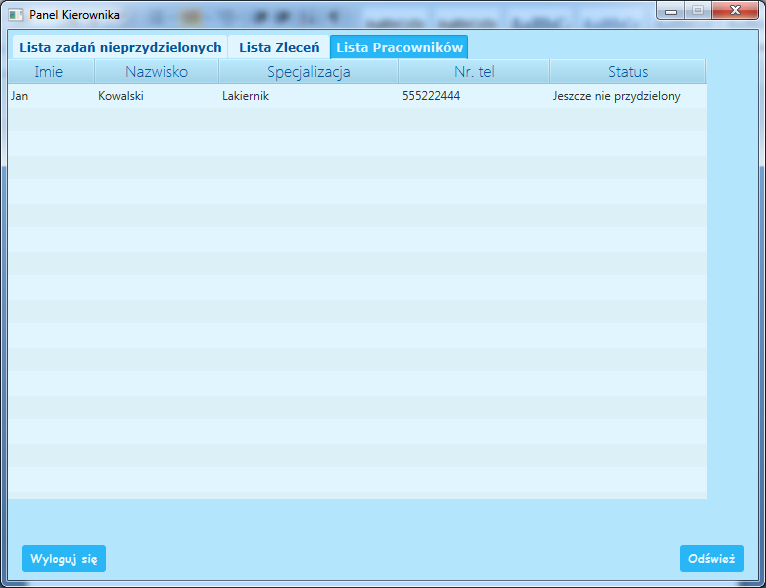 Panel Kierownika
Lista zadań nieprzydzielonych Lista Zleceń Lista Pracowników
Imie Nazwisko Specjalizacja Nr. tel Status
Jan Kowalski Lakiernik 555222444 Jeszcze nie przydzielony
Wyloguj się Odśwież